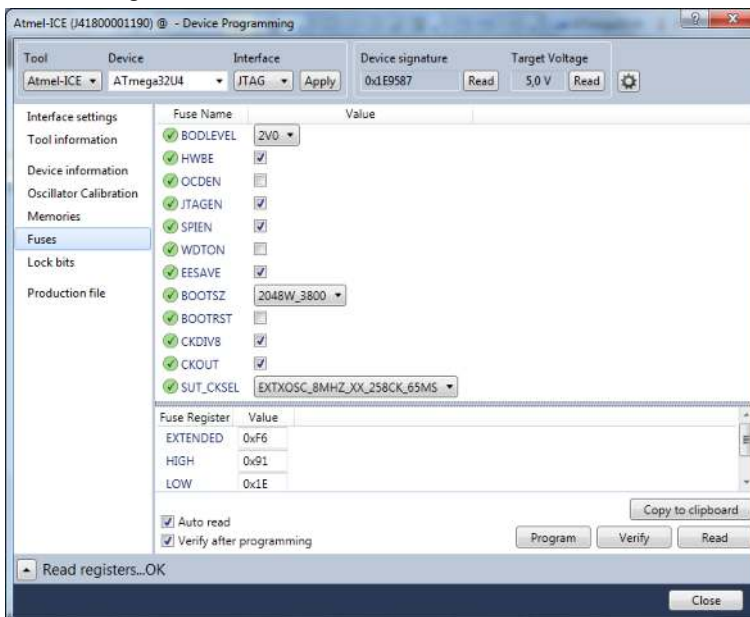 Atmel-ICE (J41800001190) @ - Device Programming
Tool Device Interface Device signature Target Voltage
Atmel-ICE ATmega32U4 JTAG Apply 0x1E9587 Read 5,0 V Read
Interface settings
Tool information
Device information
Oscillator Calibration
Memories
Fuses
Lock bits
Production file
Fuse Name Value
BODLEVEL 2V0
HWBE
OCDEN
JTAGEN
SPIEN
WDTON
EESAVE
BOOTSZ 2048W_3800
BOOTRST
CKDIV8
CKOUT
SUT_CKSEL EXTXOSC_8MHZ_XX_258CK_65MS
Fuse Register Value
EXTENDED 0xF6
HIGH 0x91
LOW 0x1E
Copy to clipboard
Auto read
Verify after programming
Program Verify Read
Read registers...OK
Close